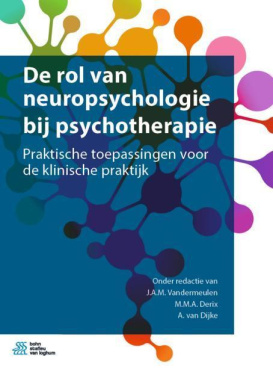 De rol van
neuropsychologie
bij psychotherapie
Praktische toepassingen voor
de klinische praktijk
Onder redactie van
J.A.M. Vandermeulen
M.M.A. Derix
A. van Dijke
bohn
stafleu
van loghum